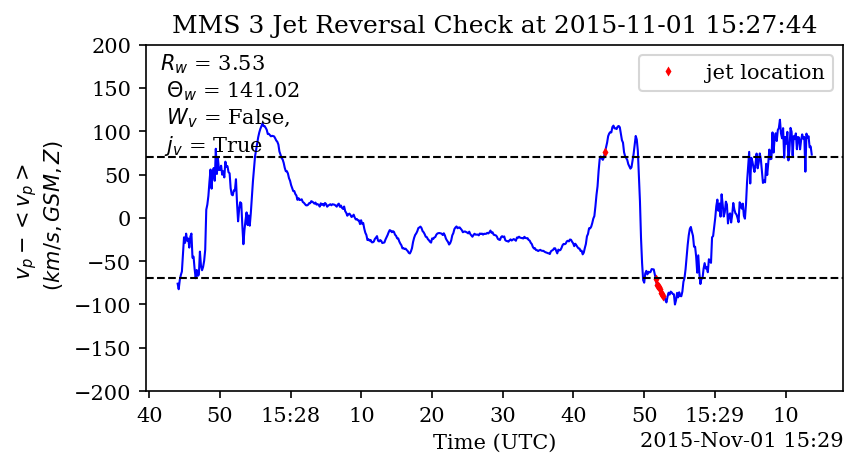 MMS 3 Jet Reversal Check at 2015-11-01 15:27:44
R_w = 3.53
Θ_w = 141.02
W_v = False,
j_v = True
jet location
v_p − < v_p >
(km/s, GSM, Z)
200
150
100
50
0
−50
−100
−150
−200
40 50 15:28 10 20 30 40 50 15:29 10
Time (UTC)
2015-Nov-01 15:29